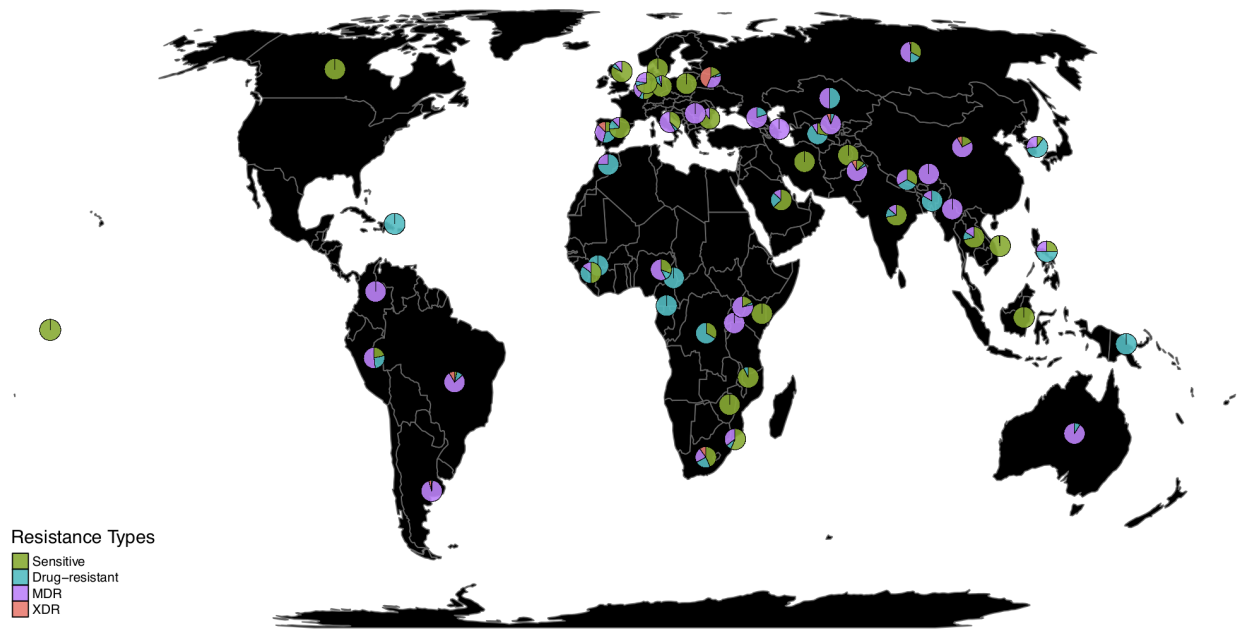 Resistance Types
Sensitive
Drug−resistant
MDR
XDR